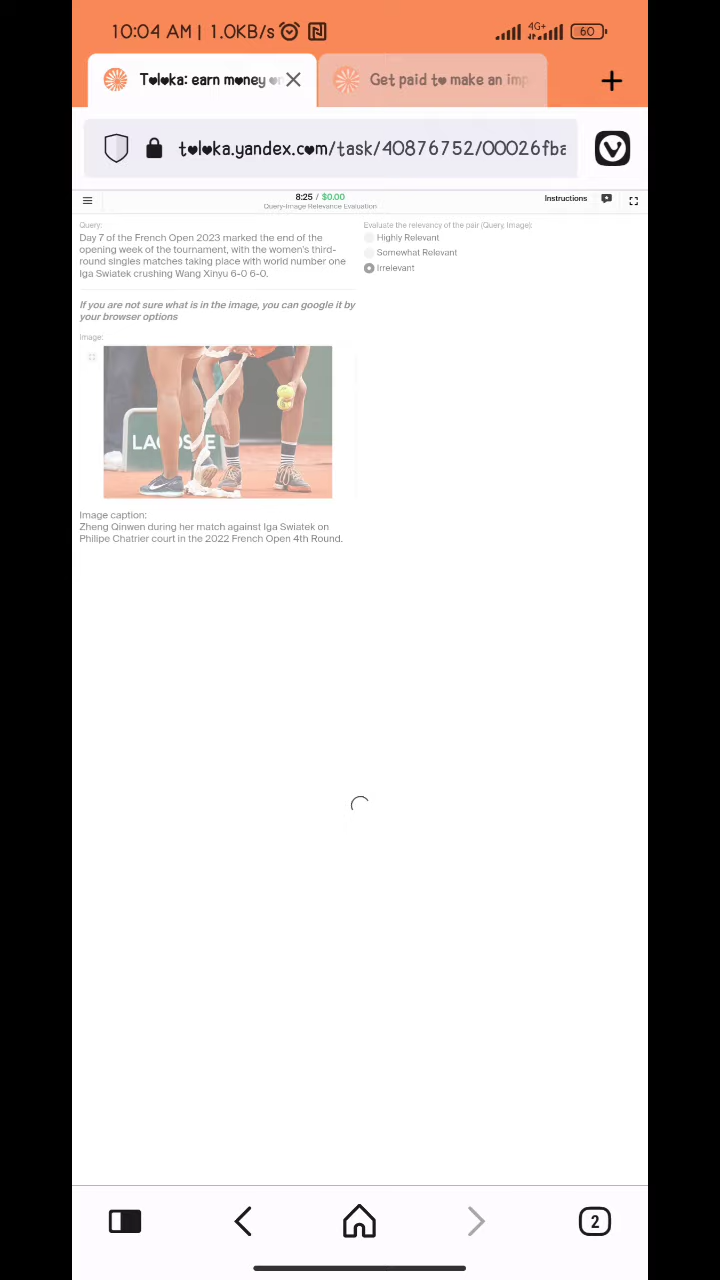 10:04 AM | 1.0KB/s
4G+
60
Toloka: earn money
Get paid to make an imp
toloka.yandex.com/task/40876752/00026fba
8:25 / $0.00
Query-Image Relevance Evaluation
Instructions
Query:
Day 7 of the French Open 2023 marked the end of the
opening week of the tournament, with the women's third-
round singles matches taking place with world number one
Iga Swiatek crushing Wang Xinyu 6-0 6-0.
If you are not sure what is in the image, you can google it by
your browser options
Image:
LACOSTE
Image caption:
Zheng Qinwen during her match against Iga Swiatek on
Philipe Chatrier court in the 2022 French Open 4th Round.
Evaluate the relevancy of the pair (Query, Image):
Highly Relevant
Somewhat Relevant
Irrelevant
2